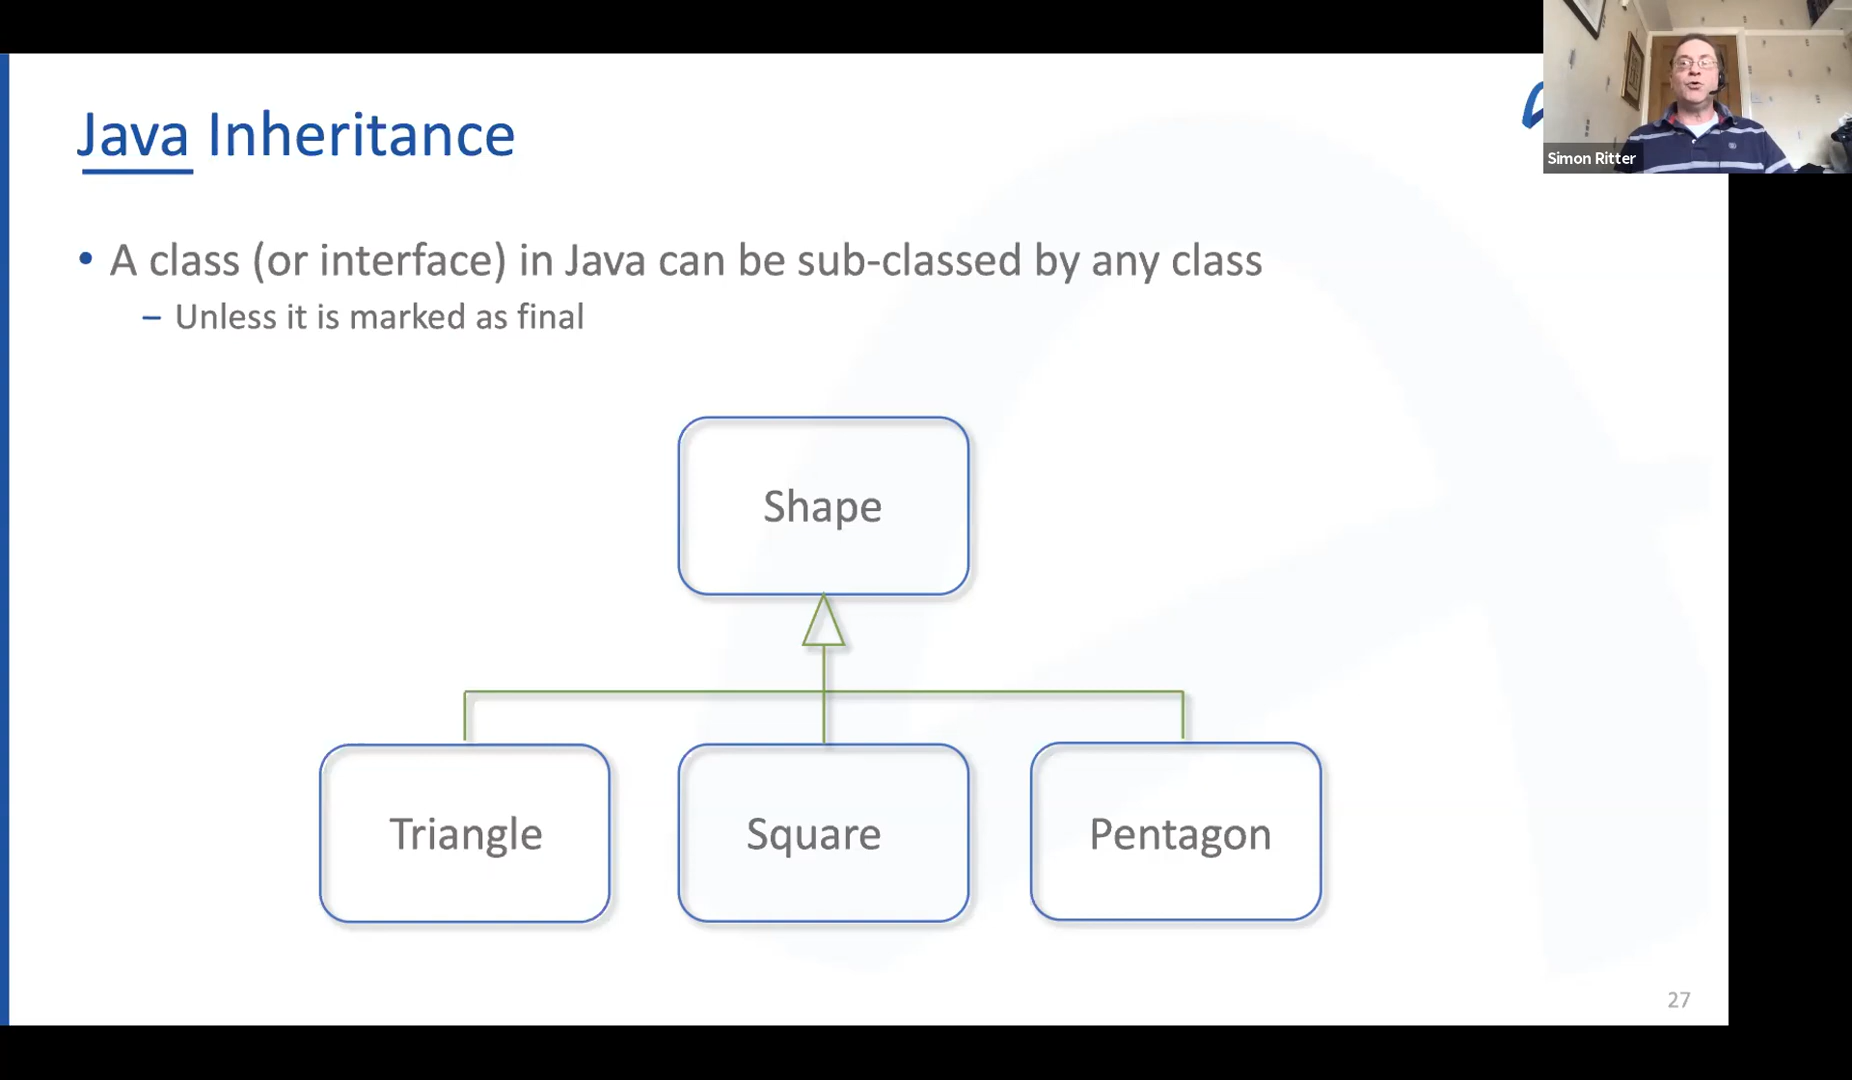 Java Inheritance
Simon Ritter
• A class (or interface) in Java can be sub-classed by any class
– Unless it is marked as final
Shape
Triangle
Square
Pentagon
27